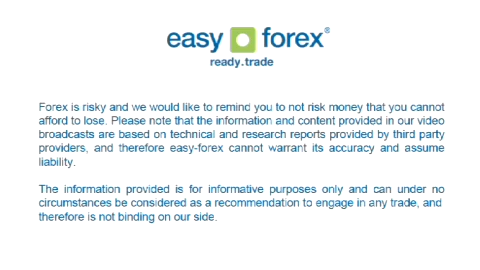 easy forex®
ready.trade
Forex is risky and we would like to remind you to not risk money that you cannot
afford to lose. Please note that the information and content provided in our video
broadcasts are based on technical and research reports provided by third party
providers, and therefore easy-forex cannot warrant its accuracy and assume
liability.
The information provided is for informative purposes only and can under no
circumstances be considered as a recommendation to engage in any trade, and
therefore is not binding on our side.